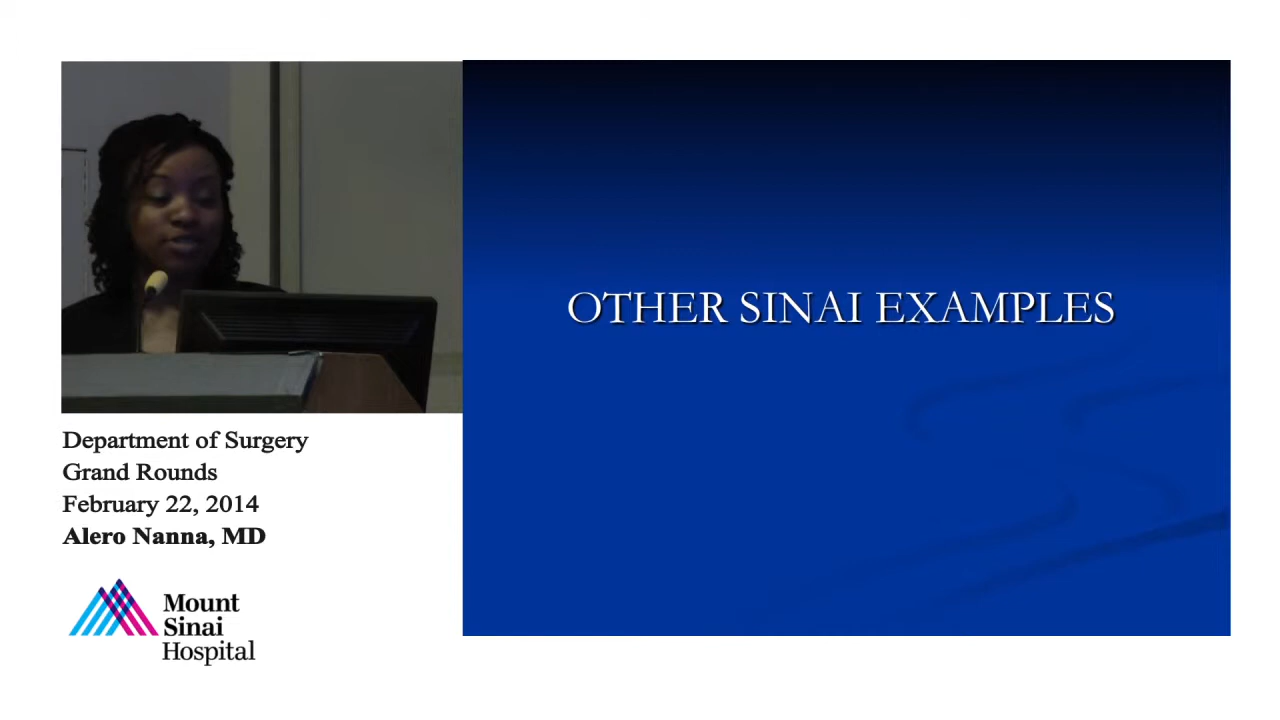 OTHER SINAI EXAMPLES
Department of Surgery
Grand Rounds
February 22, 2014
Alero Nanna, MD
Mount
Sinai
Hospital